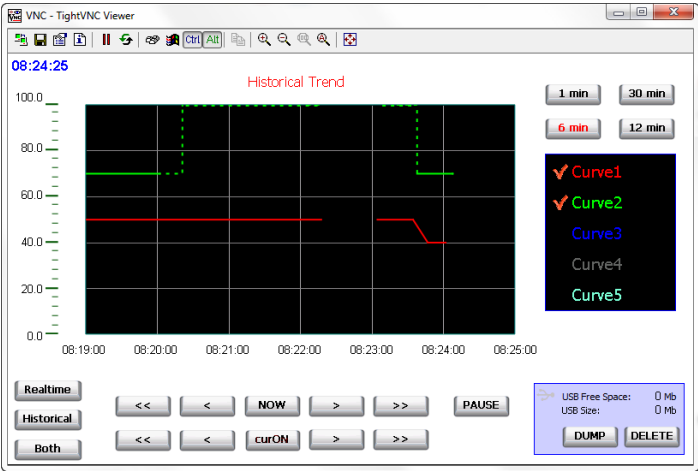 VNC - TightVNC Viewer
Ctrl Alt
08:24:25
Historical Trend
100.0
80.0
60.0
40.0
20.0
0.0
08:19:00 08:20:00 08:21:00 08:22:00 08:23:00 08:24:00 08:25:00
1 min 30 min
6 min 12 min
Curve1
Curve2
Curve3
Curve4
Curve5
Realtime
Historical
Both
<< < NOW > >> PAUSE
<< < curON > >>
USB Free Space: 0 Mb
USB Size: 0 Mb
DUMP DELETE